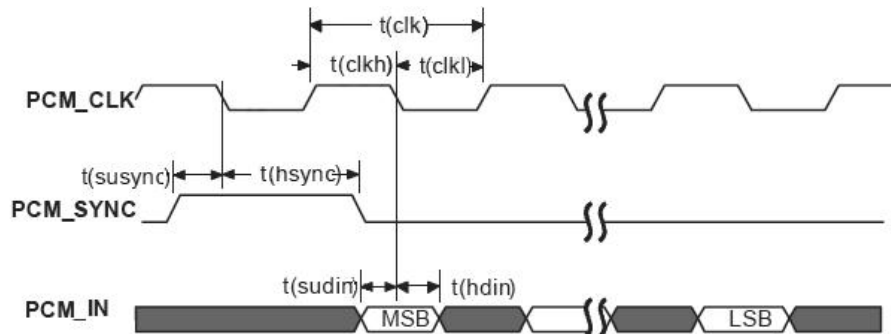 t(clk)
t(clkh)
t(clkl)
PCM_CLK
t(susync)
t(hsync)
PCM_SYNC
t(sudin)
t(hdin)
PCM_IN
MSB
LSB